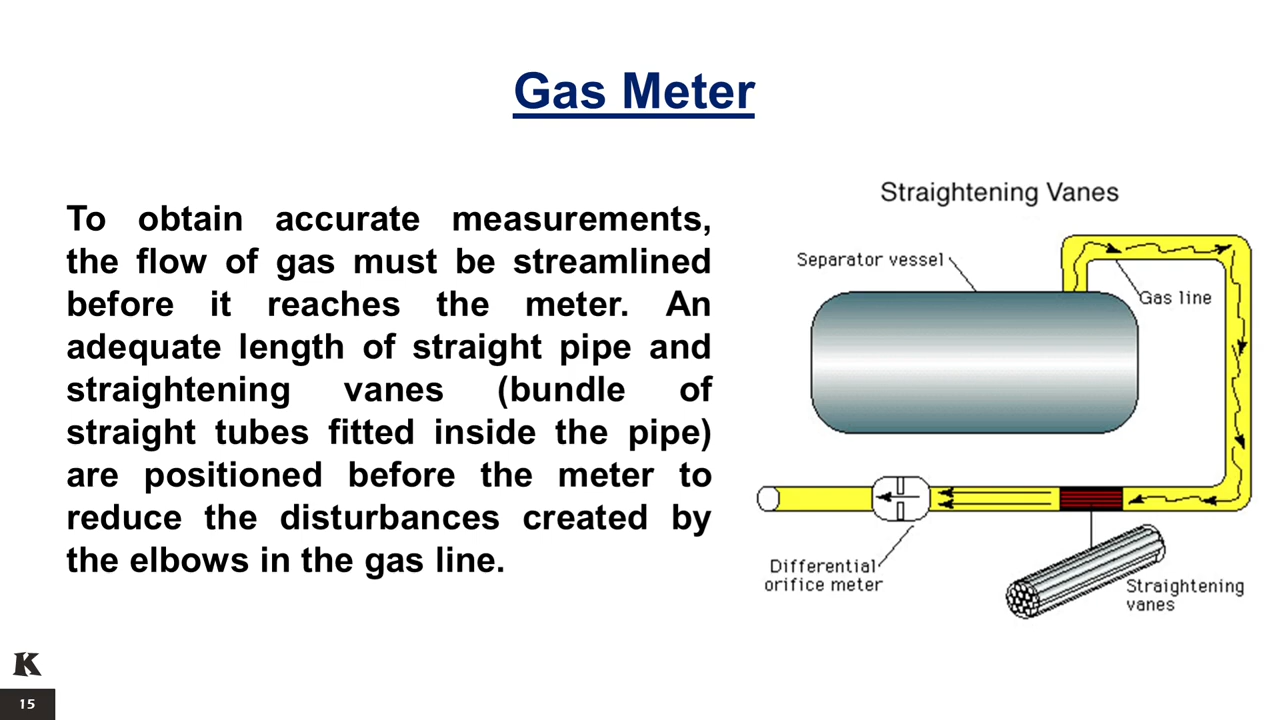 Gas Meter
To obtain accurate measurements,
the flow of gas must be streamlined
before it reaches the meter. An
adequate length of straight pipe and
straightening vanes (bundle of
straight tubes fitted inside the pipe)
are positioned before the meter to
reduce the disturbances created by
the elbows in the gas line.
Straightening Vanes
Separator vessel
Gas line
Differential
orifice meter
Straightening
vanes
K
15